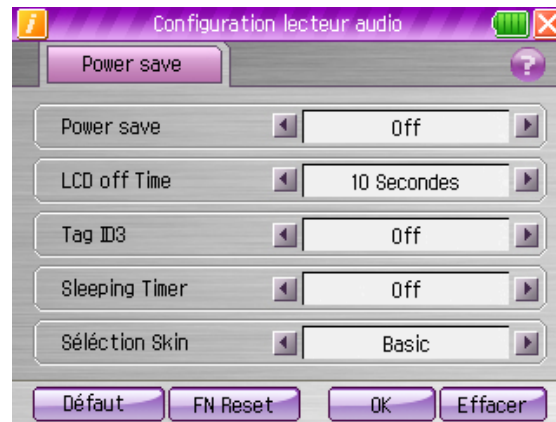 Configuration lecteur audio
Power save
?
Power save Off
LCD off Time 10 Secondes
Tag ID3 Off
Sleeping Timer Off
Séléction Skin Basic
Défaut FN Reset OK Effacer